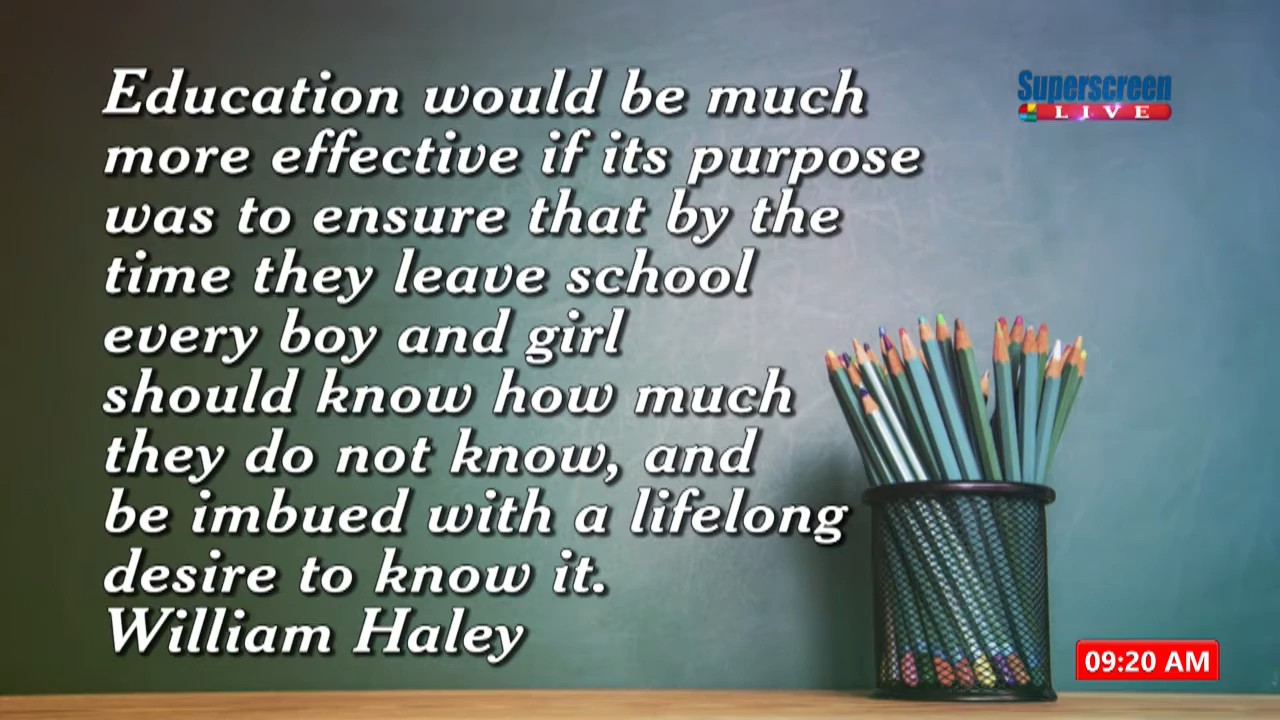 Education would be much
more effective if its purpose
was to ensure that by the
time they leave school
every boy and girl
should know how much
they do not know, and
be imbued with a lifelong
desire to know it.
William Haley
Superscreen
LIVE
09:20 AM